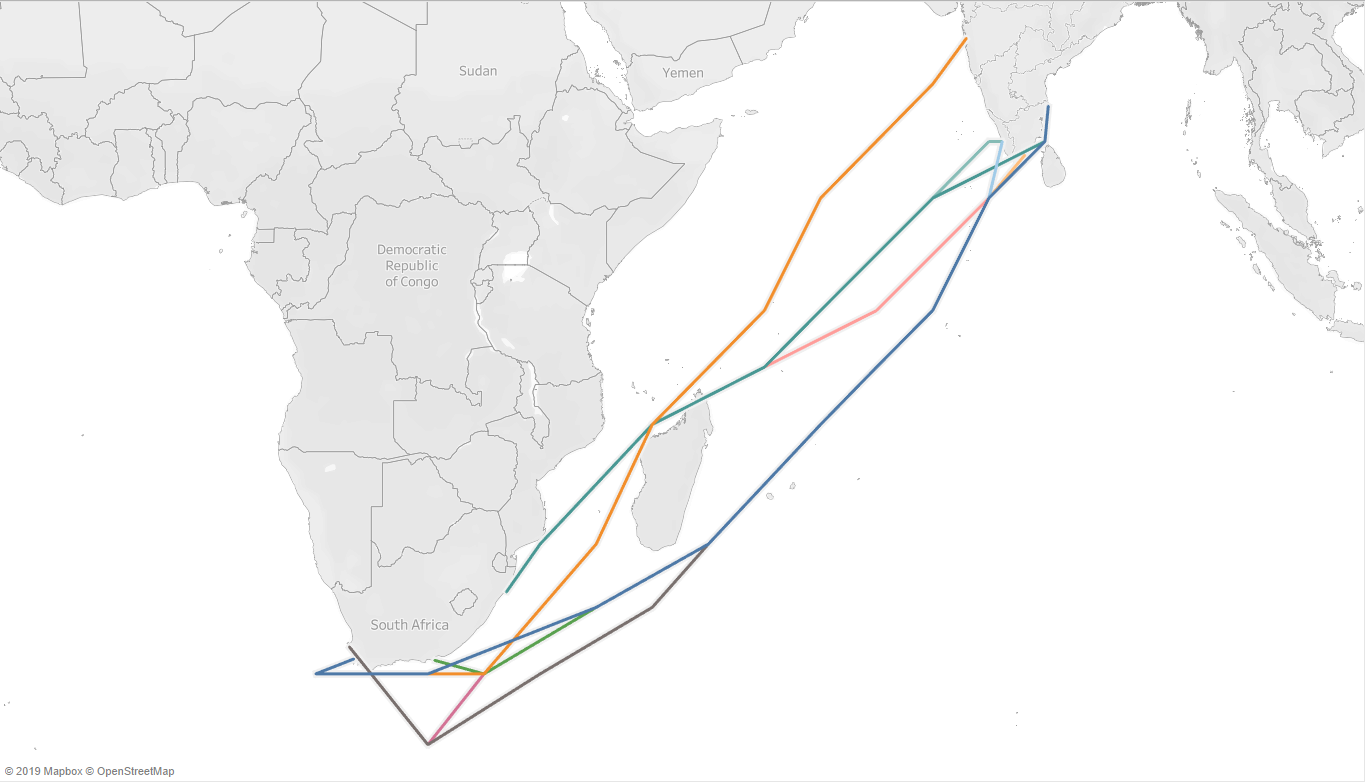 Sudan
Yemen
Democratic
Republic
of Congo
South Africa
© 2019 Mapbox © OpenStreetMap